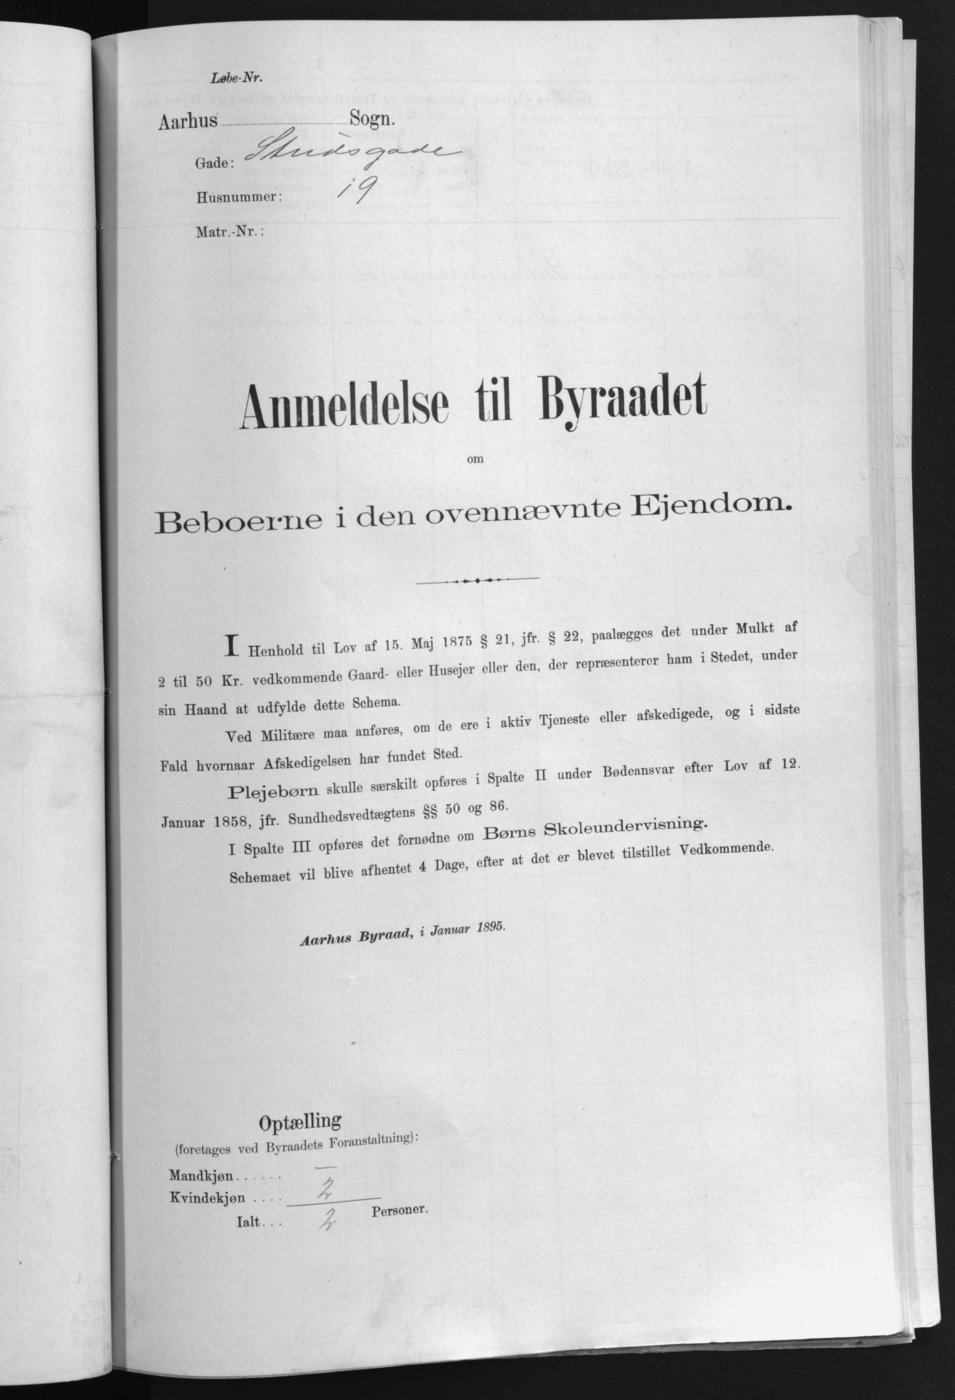 Løbe-Nr.
Aarhus Sogn.
Gade: Studsgade
Husnummer: 19
Matr.-Nr.:
Anmeldelse til Byraadet
om
Beboerne i den ovennævnte Ejendom.
I Henhold til Lov af 15. Maj 1875 § 21, jfr. § 22, paalægges det under Mulkt af
2 til 50 Kr. vedkommende Gaard- eller Husejer eller den, der repræsenterer ham i Stedet, under
sin Haand at udfylde dette Schema.
Ved Militære maa anføres, om de ere i aktiv Tjeneste eller afskedigede, og i sidste
Fald hvornaar Afskedigelsen har fundet Sted.
Plejebørn skulle særskilt opføres i Spalte II under Bødeansvar efter Lov af 12.
Januar 1858, jfr. Sundhedsvedtægtens §§ 50 og 86.
I Spalte III opføres det fornødne om Børns Skoleundervisning.
Schemaet vil blive afhentet 4 Dage, efter at det er blevet tilstillet Vedkommende.
Aarhus Byraad, i Januar 1895.
Optælling
(foretages ved Byraadets Foranstaltning):
Mandkjøn...... —
Kvindekjøn .... 2
Ialt... 2 Personer.